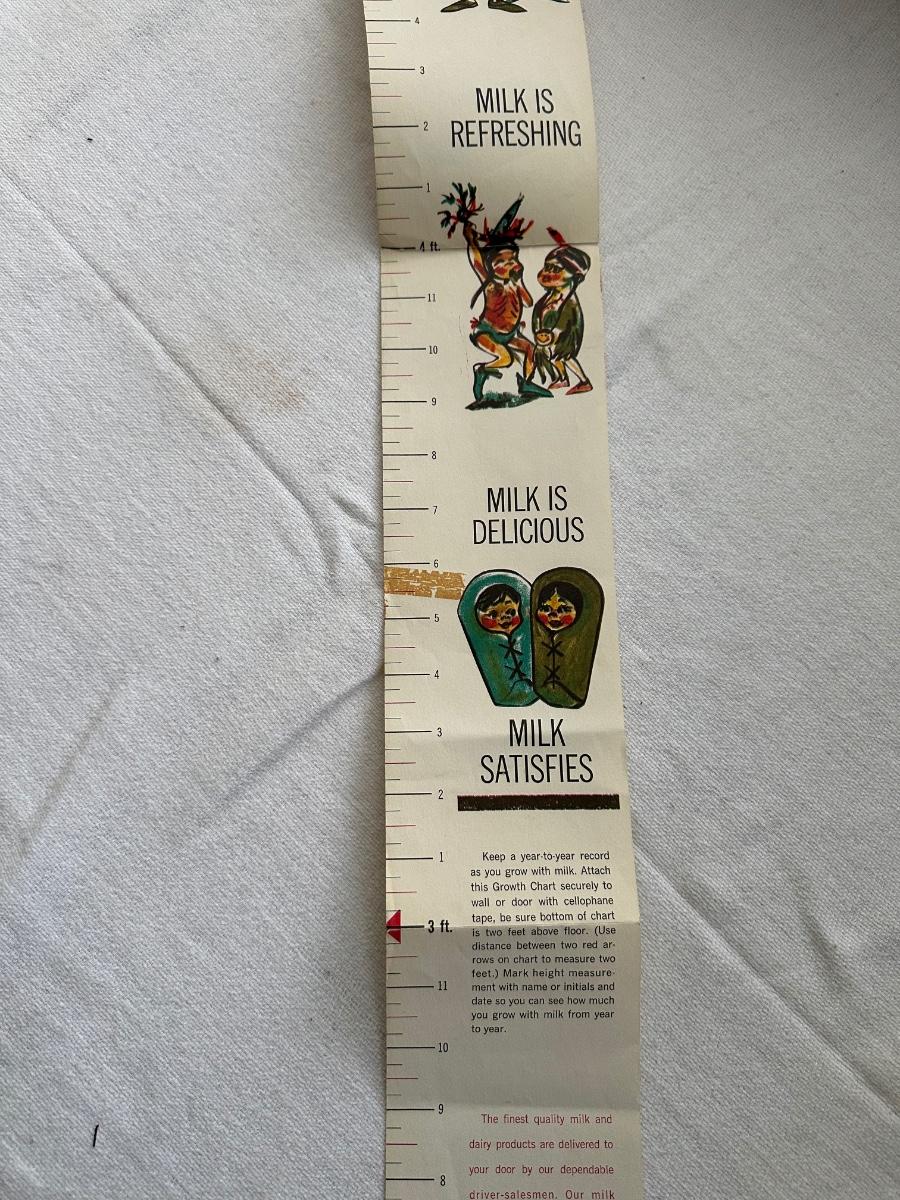 4
3
MILK IS
REFRESHING
2
1
4 ft.
11
10
9
8
MILK IS
DELICIOUS
7
6
5
4
3
MILK
SATISFIES
2
1
Keep a year-to-year record
as you grow with milk. Attach
this Growth Chart securely to
wall or door with cellophane
tape, be sure bottom of chart
is two feet above floor. (Use
distance between two red ar-
rows on chart to measure two
feet.) Mark height measure-
ment with name or initials and
date so you can see how much
you grow with milk from year
to year.
3 ft.
11
10
9
8
The finest quality milk and
dairy products are delivered to
your door by our dependable
driver-salesmen. Our milk